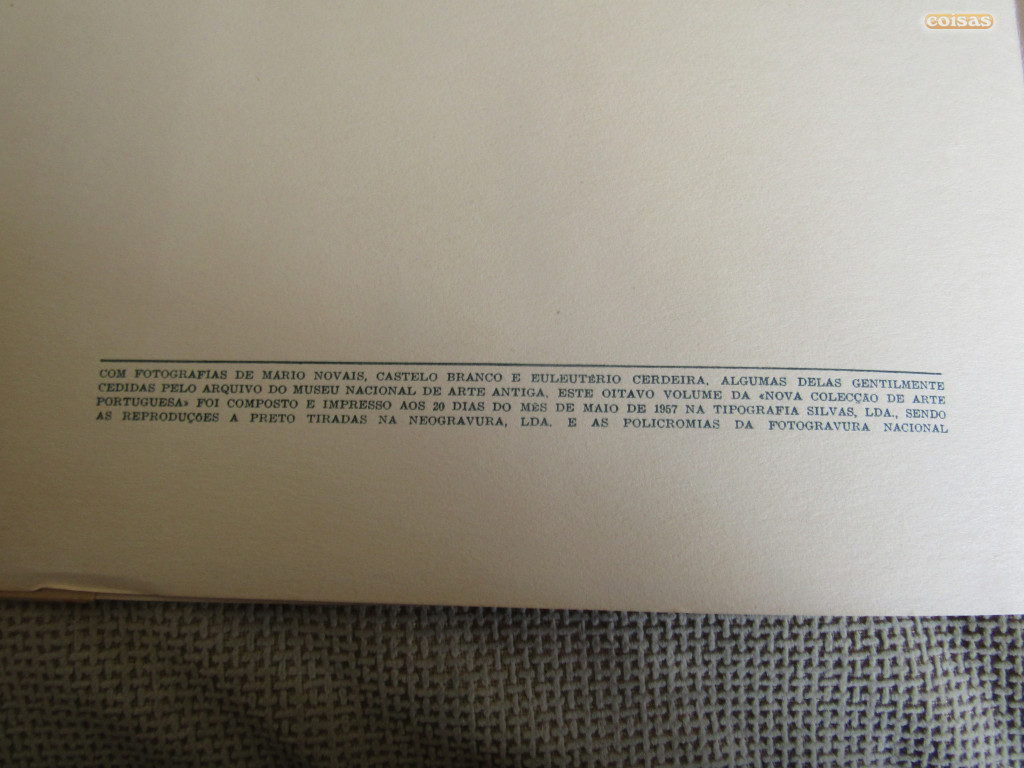 coisas
COM FOTOGRAFIAS DE MÁRIO NOVAIS, CASTELO BRANCO E EULEUTÉRIO CERDEIRA, ALGUMAS DELAS GENTILMENTE
CEDIDAS PELO ARQUIVO DO MUSEU NACIONAL DE ARTE ANTIGA, ESTE OITAVO VOLUME DA «NOVA COLECÇÃO DE ARTE
PORTUGUESA» FOI COMPOSTO E IMPRESSO AOS 20 DIAS DO MÊS DE MAIO DE 1957 NA TIPOGRAFIA SILVAS, LDA., SENDO
AS REPRODUÇÕES A PRETO TIRADAS NA NEOGRAVURA, LDA. E AS POLICROMIAS DA FOTOGRAVURA NACIONAL